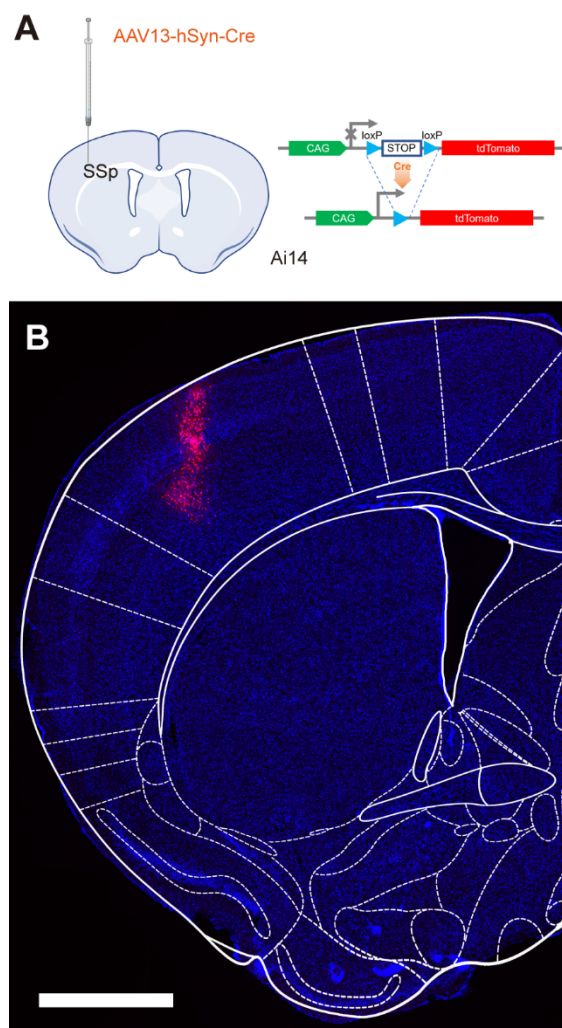 A
AAV13-hSyn-Cre
SSp
Ai14
loxP loxP
CAG STOP tdTomato
Cre
CAG tdTomato
B